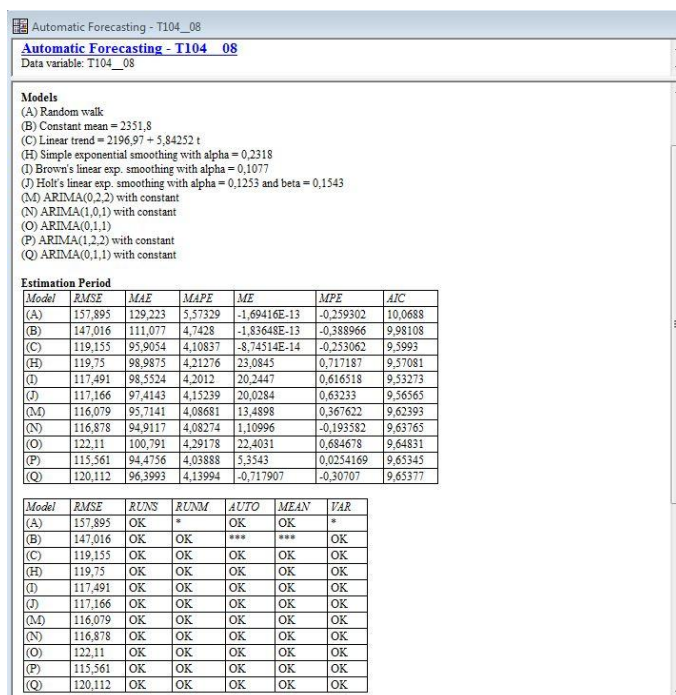 Automatic Forecasting - T104__08
Automatic Forecasting - T104__08
Data variable: T104__08
Models
(A) Random walk
(B) Constant mean = 2351,8
(C) Linear trend = 2196,97 + 5,84252 t
(H) Simple exponential smoothing with alpha = 0,2318
(I) Brown's linear exp. smoothing with alpha = 0,1077
(J) Holt's linear exp. smoothing with alpha = 0,1253 and beta = 0,1543
(M) ARIMA(0,2,2) with constant
(N) ARIMA(1,0,1) with constant
(O) ARIMA(0,1,1)
(P) ARIMA(1,2,2) with constant
(Q) ARIMA(0,1,1) with constant
Estimation Period
Model RMSE MAE MAPE ME MPE AIC
(A) 157,895 129,223 5,57329 -1,69416E-13 -0,259302 10,0688
(B) 147,016 111,077 4,7428 -1,83648E-13 -0,388966 9,98108
(C) 119,155 95,9054 4,10837 -8,74514E-14 -0,253062 9,5993
(H) 119,75 98,9875 4,21276 23,0845 0,717187 9,57081
(I) 117,491 98,5524 4,2012 20,2447 0,616518 9,53273
(J) 117,166 97,4143 4,15239 20,0284 0,63233 9,56565
(M) 116,079 95,7141 4,08681 13,4898 0,367622 9,62393
(N) 116,878 94,9117 4,08274 1,10996 -0,193582 9,63765
(O) 122,11 100,791 4,29178 22,4031 0,684678 9,64831
(P) 115,561 94,4756 4,03888 5,3543 0,0254169 9,65345
(Q) 120,112 96,3993 4,13994 -0,717907 -0,30707 9,65377
Model RMSE RUNS RUNM AUTO MEAN VAR
(A) 157,895 OK * OK OK *
(B) 147,016 OK OK *** *** OK
(C) 119,155 OK OK OK OK OK
(H) 119,75 OK OK OK OK OK
(I) 117,491 OK OK OK OK OK
(J) 117,166 OK OK OK OK OK
(M) 116,079 OK OK OK OK OK
(N) 116,878 OK OK OK OK OK
(O) 122,11 OK OK OK OK OK
(P) 115,561 OK OK OK OK OK
(Q) 120,112 OK OK OK OK OK